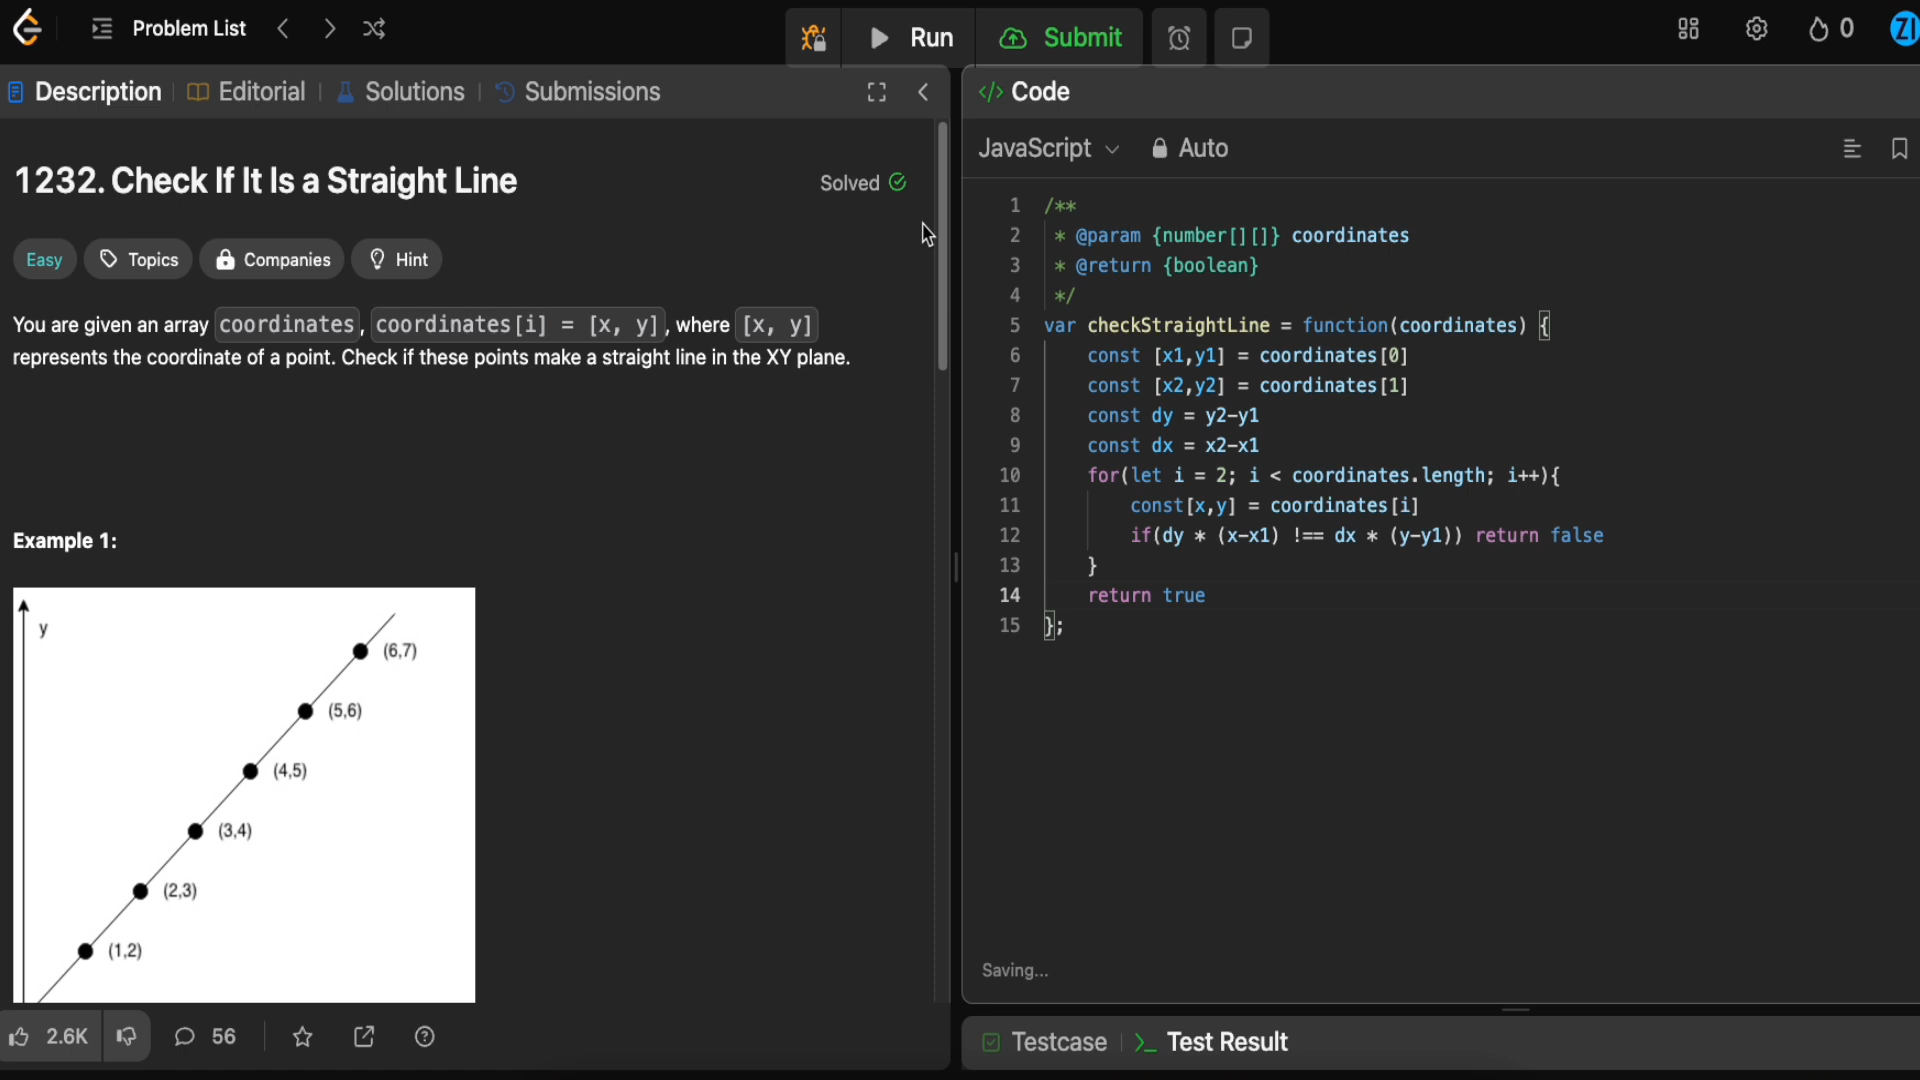 Problem List
Run
Submit
0
ZI
Description
Editorial
Solutions
Submissions
Code
JavaScript
Auto
1232. Check If It Is a Straight Line
Solved
Easy
Topics
Companies
Hint
You are given an array coordinates, coordinates[i] = [x, y], where [x, y]
represents the coordinate of a point. Check if these points make a straight line in the XY plane.
Example 1:
y
(6,7)
(5,6)
(4,5)
(3,4)
(2,3)
(1,2)
2.6K
56
1 /**
2 * @param {number[][]} coordinates
3 * @return {boolean}
4 */
5 var checkStraightLine = function(coordinates) {
6 const [x1,y1] = coordinates[0]
7 const [x2,y2] = coordinates[1]
8 const dy = y2-y1
9 const dx = x2-x1
10 for(let i = 2; i < coordinates.length; i++){
11 const[x,y] = coordinates[i]
12 if(dy * (x-x1) !== dx * (y-y1)) return false
13 }
14 return true
15 };
Saving...
Testcase
Test Result